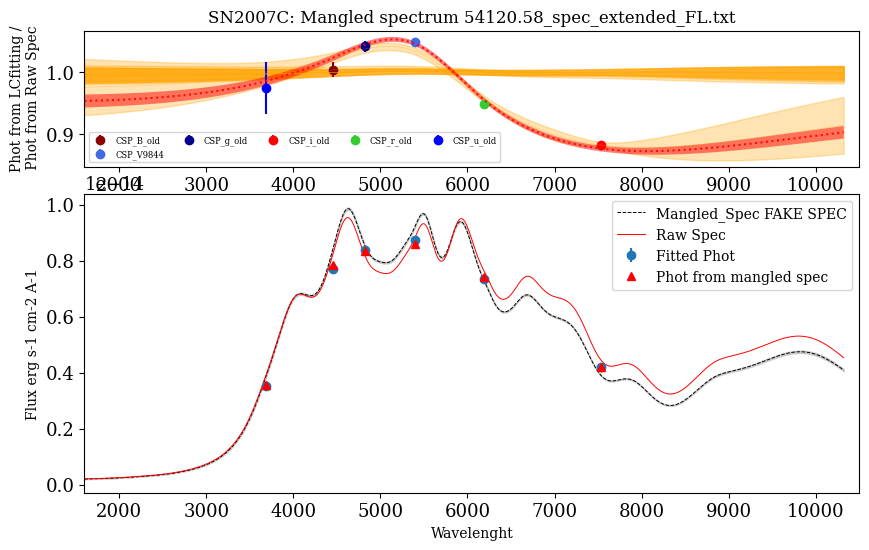 SN2007C: Mangled spectrum 54120.58_spec_extended_FL.txt
Phot from LCfitting /
Phot from Raw Spec
1.0
0.9
CSP_B_old
CSP_g_old
CSP_i_old
CSP_r_old
CSP_u_old
CSP_V9844
2000 3000 4000 5000 6000 7000 8000 9000 10000
Flux erg s-1 cm-2 A-1
1.0
0.8
0.6
0.4
0.2
0.0
Mangled_Spec FAKE SPEC
Raw Spec
Fitted Phot
Phot from mangled spec
2000 3000 4000 5000 6000 7000 8000 9000 10000
Wavelenght